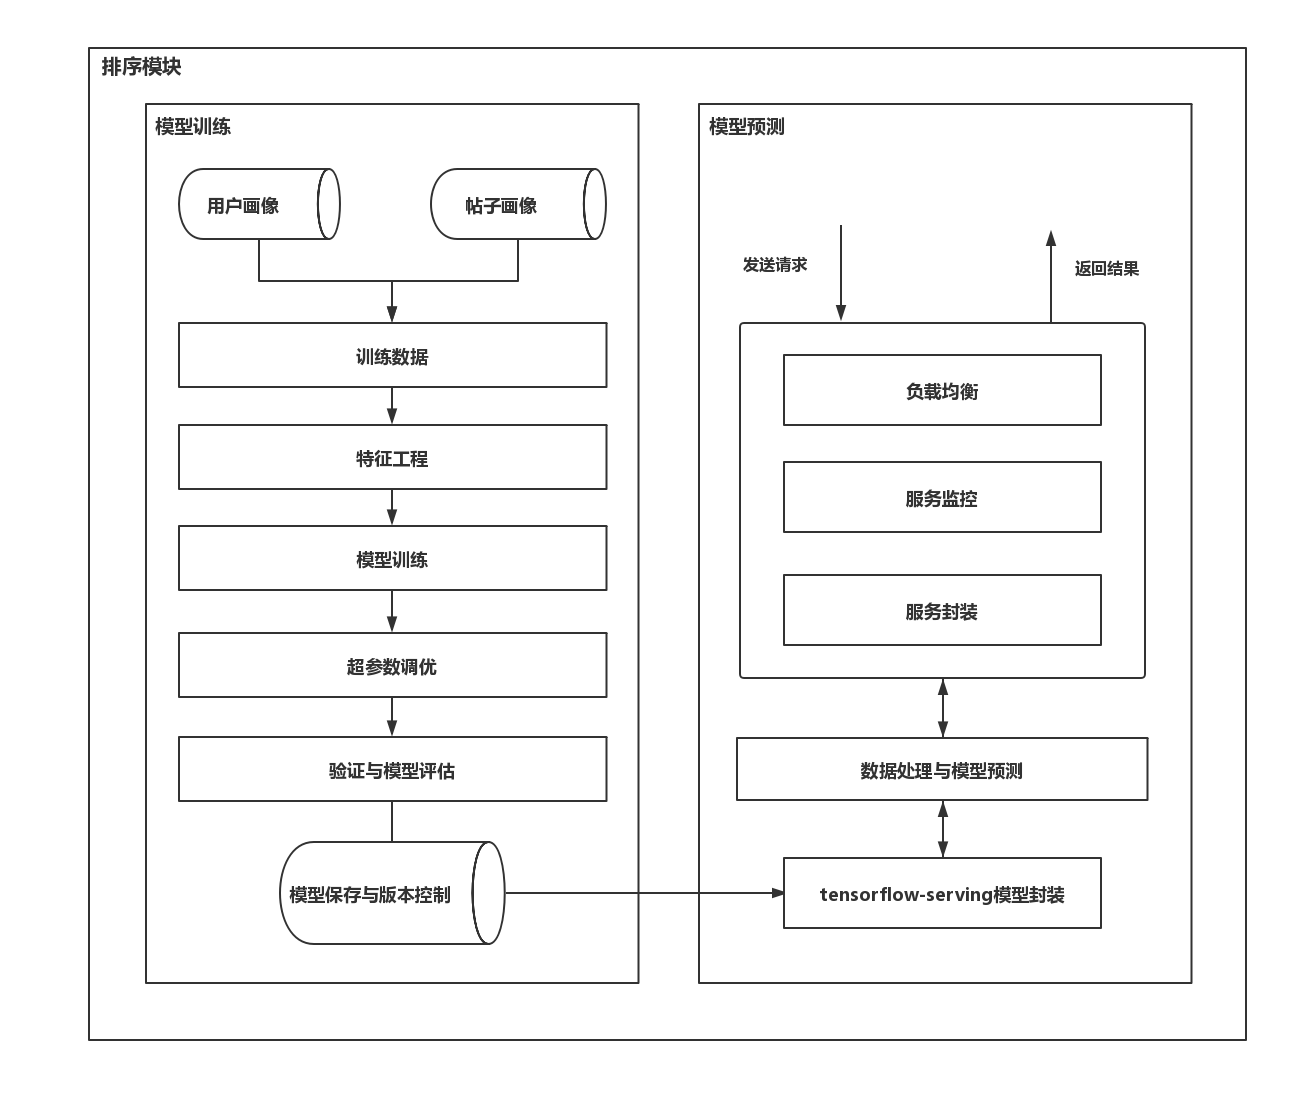 排序模块
模型训练
用户画像
帖子画像
训练数据
特征工程
模型训练
超参数调优
验证与模型评估
模型保存与版本控制
模型预测
发送请求
返回结果
负载均衡
服务监控
服务封装
数据处理与模型预测
tensorflow-serving模型封装